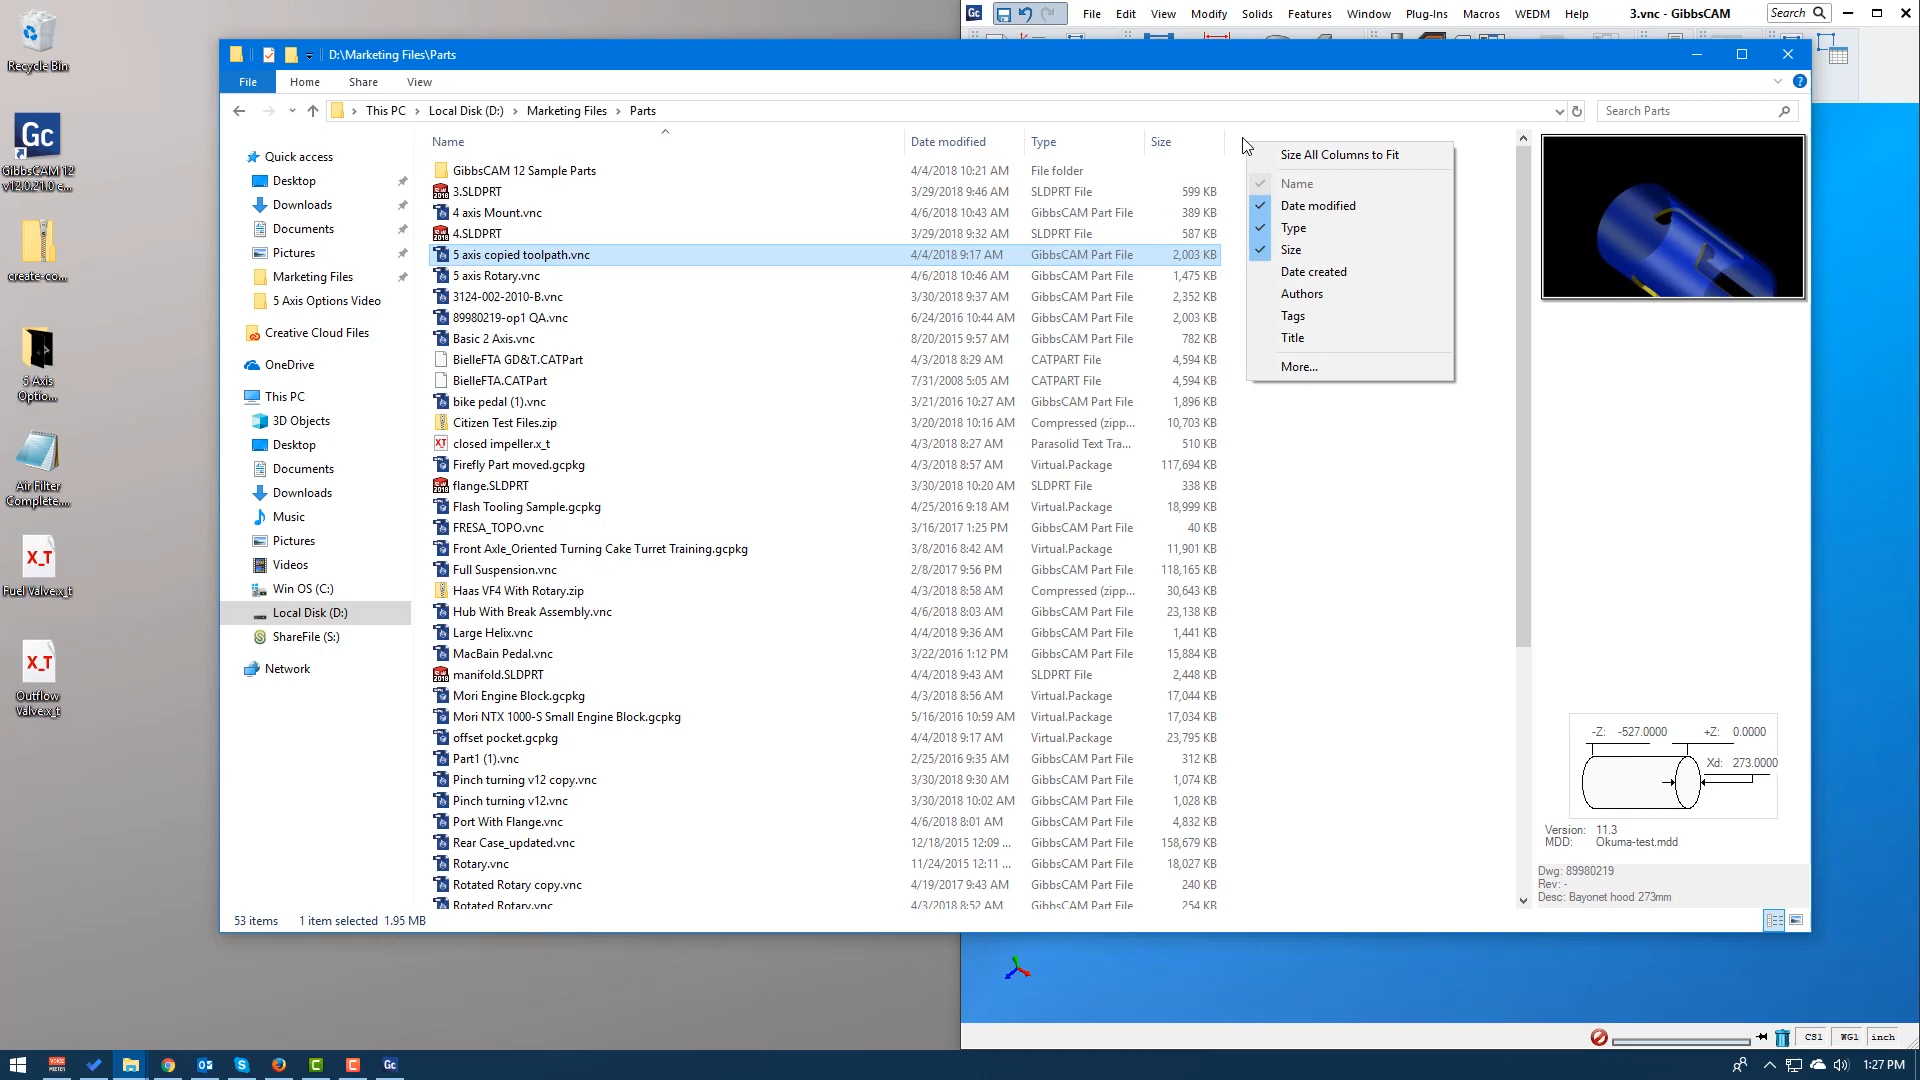 Recycle Bin
Gc
GibbsCAM 12
v12.0.21.0 e...
create-co...
5 Axis
Optio...
Air Filter
Complete....
X_T
Fuel Valve.x_t
X_T
Outflow
Valve.x_t
Gc
File Edit View Modify Solids Features Window Plug-Ins Macros WEDM Help 3.vnc - GibbsCAM Search
D:\Marketing Files\Parts
File Home Share View
This PC Local Disk (D:) Marketing Files Parts
Search Parts
Quick access
Desktop
Downloads
Documents
Pictures
Marketing Files
5 Axis Options Video
Creative Cloud Files
OneDrive
This PC
3D Objects
Desktop
Documents
Downloads
Music
Pictures
Videos
Win OS (C:)
Local Disk (D:)
ShareFile (S:)
Network
Name Date modified Type Size
GibbsCAM 12 Sample Parts 4/4/2018 10:21 AM File folder
3.SLDPRT 3/29/2018 9:46 AM SLDPRT File 599 KB
4 axis Mount.vnc 4/6/2018 10:43 AM GibbsCAM Part File 389 KB
4.SLDPRT 3/29/2018 9:32 AM SLDPRT File 587 KB
5 axis copied toolpath.vnc 4/4/2018 9:17 AM GibbsCAM Part File 2,003 KB
5 axis Rotary.vnc 4/6/2018 10:46 AM GibbsCAM Part File 1,475 KB
3124-002-2010-B.vnc 3/30/2018 9:37 AM GibbsCAM Part File 2,352 KB
89980219-op1 QA.vnc 6/24/2016 10:44 AM GibbsCAM Part File 2,003 KB
Basic 2 Axis.vnc 8/20/2015 9:57 AM GibbsCAM Part File 782 KB
BielleFTA GD&T.CATPart 4/3/2018 8:29 AM CATPART File 4,594 KB
BielleFTA.CATPart 7/31/2008 5:05 AM CATPART File 4,594 KB
bike pedal (1).vnc 3/21/2016 10:27 AM GibbsCAM Part File 1,896 KB
Citizen Test Files.zip 3/20/2018 10:16 AM Compressed (zipp... 10,703 KB
closed impeller.x_t 4/3/2018 8:27 AM Parasolid Text Tra... 510 KB
Firefly Part moved.gcpkg 4/3/2018 8:57 AM Virtual.Package 117,694 KB
flange.SLDPRT 3/30/2018 10:20 AM SLDPRT File 338 KB
Flash Tooling Sample.gcpkg 4/25/2016 9:18 AM Virtual.Package 18,999 KB
FRESA_TOPO.vnc 3/16/2017 1:25 PM GibbsCAM Part File 40 KB
Front Axle_Oriented Turning Cake Turret Training.gcpkg 3/8/2016 8:42 AM Virtual.Package 11,901 KB
Full Suspension.vnc 2/8/2017 9:56 PM GibbsCAM Part File 118,165 KB
Haas VF4 With Rotary.zip 4/3/2018 8:58 AM Compressed (zipp... 30,643 KB
Hub With Break Assembly.vnc 4/6/2018 8:03 AM GibbsCAM Part File 23,138 KB
Large Helix.vnc 4/4/2018 9:36 AM GibbsCAM Part File 1,441 KB
MacBain Pedal.vnc 3/22/2016 1:12 PM GibbsCAM Part File 15,884 KB
manifold.SLDPRT 4/4/2018 9:43 AM SLDPRT File 2,448 KB
Mori Engine Block.gcpkg 4/3/2018 8:56 AM Virtual.Package 17,044 KB
Mori NTX 1000-S Small Engine Block.gcpkg 5/16/2016 10:59 AM Virtual.Package 17,034 KB
offset pocket.gcpkg 4/4/2018 9:17 AM Virtual.Package 23,795 KB
Part1 (1).vnc 2/25/2016 9:35 AM GibbsCAM Part File 312 KB
Pinch turning v12 copy.vnc 3/30/2018 9:30 AM GibbsCAM Part File 1,074 KB
Pinch turning v12.vnc 3/30/2018 10:02 AM GibbsCAM Part File 1,028 KB
Port With Flange.vnc 4/6/2018 8:01 AM GibbsCAM Part File 4,832 KB
Rear Case_updated.vnc 12/18/2015 12:09 ... GibbsCAM Part File 158,679 KB
Rotary.vnc 11/24/2015 12:11 ... GibbsCAM Part File 18,027 KB
Rotated Rotary copy.vnc 4/19/2017 9:43 AM GibbsCAM Part File 240 KB
Rotated Rotary.vnc 4/3/2018 8:52 AM GibbsCAM Part File 254 KB
Size All Columns to Fit
Name
Date modified
Type
Size
Date created
Authors
Tags
Title
More...
-Z: -527.0000 +Z: 0.0000
Xd: 273.0000
Version: 11.3
MDD: Okuma-test.mdd
Dwg: 89980219
Rev: -
Desc: Bayonet hood 273mm
53 items 1 item selected 1.95 MB
CS1 WG1 inch
1:27 PM